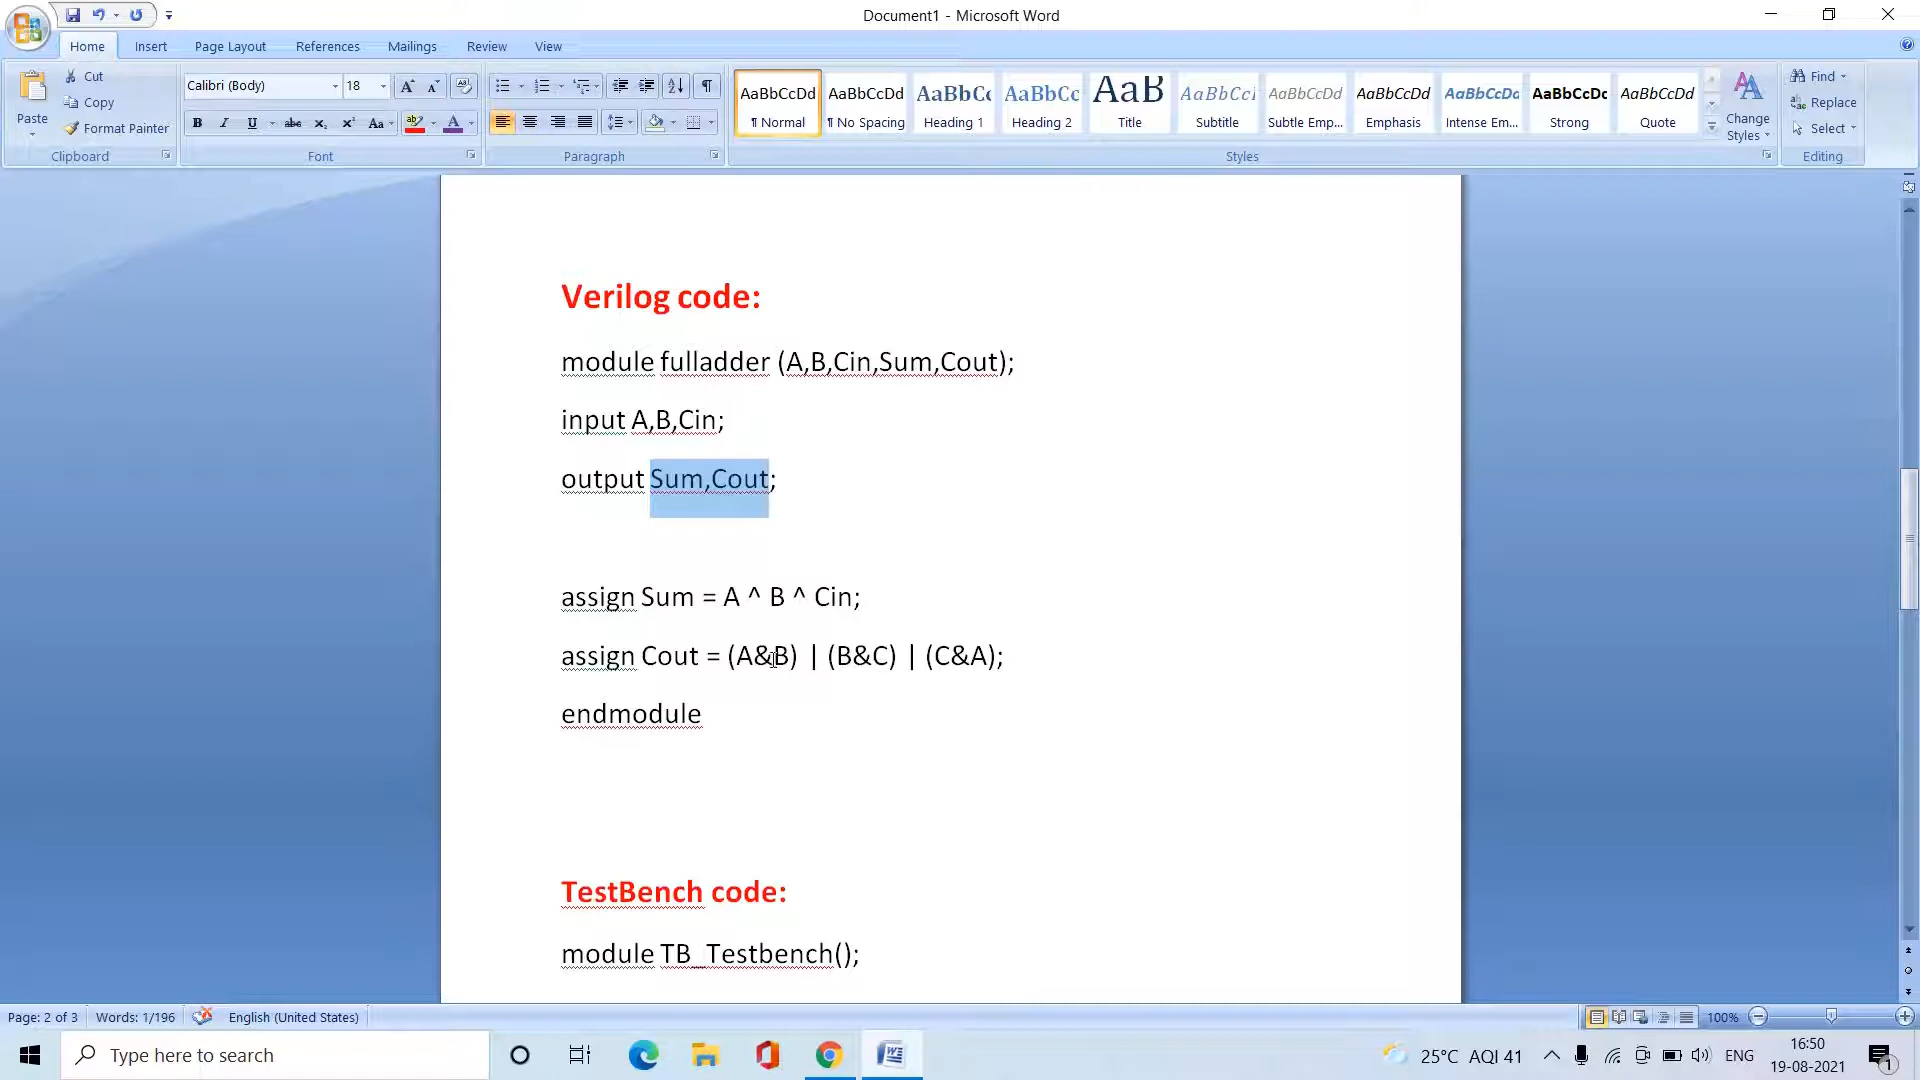 Document1 - Microsoft Word
Home Insert Page Layout References Mailings Review View
Paste
Cut
Copy
Format Painter
Clipboard
Calibri (Body) 18
Font
Paragraph
AaBbCcDd AaBbCcDd AaBbCc AaBbCc AaB AaBbCcI AaBbCcDd AaBbCcDd AaBbCcDd AaBbCcDc AaBbCcDd
¶ Normal ¶ No Spacing Heading 1 Heading 2 Title Subtitle Subtle Emp... Emphasis Intense Em... Strong Quote
Change
Styles
Styles
Find
Replace
Select
Editing
Verilog code:
module fulladder (A,B,Cin,Sum,Cout);
input A,B,Cin;
output Sum,Cout;
assign Sum = A ^ B ^ Cin;
assign Cout = (A&B) | (B&C) | (C&A);
endmodule
TestBench code:
module TB_Testbench();
Page: 2 of 3 Words: 1/196 English (United States) 100%
Type here to search
25°C AQI 41 ENG
16:50
19-08-2021
1